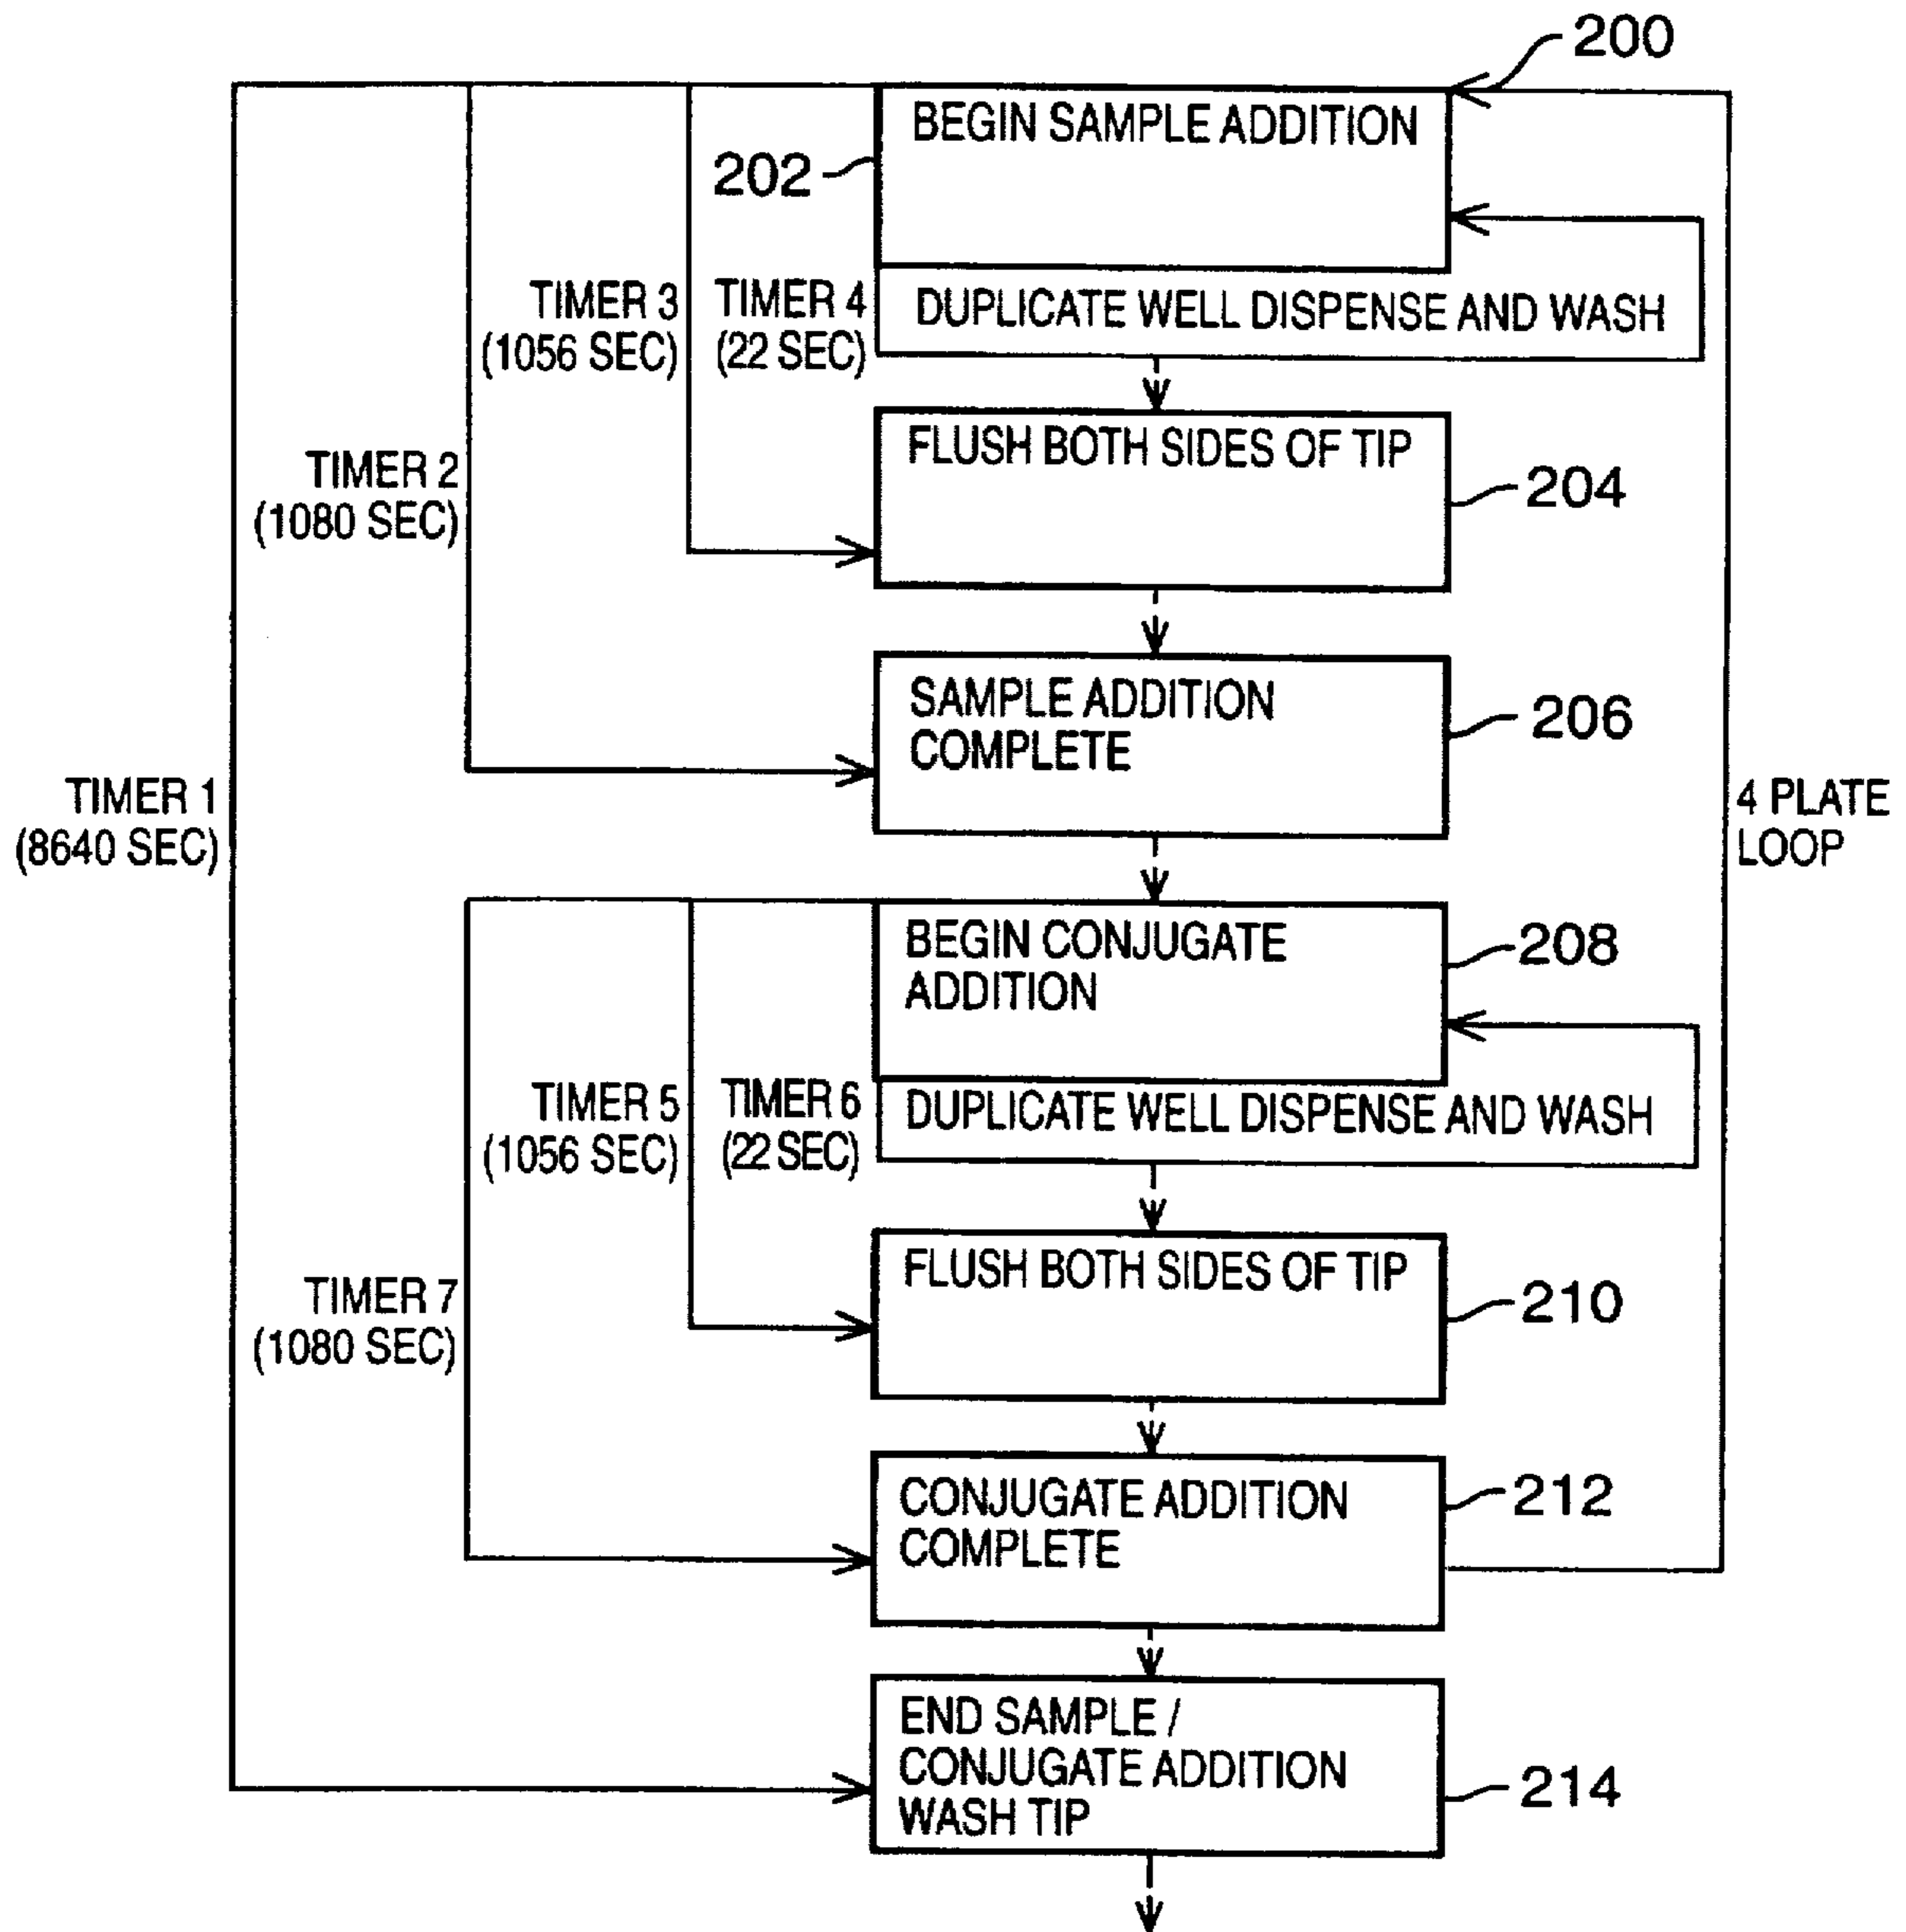 200
BEGIN SAMPLE ADDITION
202
TIMER 3
(1056 SEC)
TIMER 4
(22 SEC)
DUPLICATE WELL DISPENSE AND WASH
FLUSH BOTH SIDES OF TIP
204
TIMER 2
(1080 SEC)
SAMPLE ADDITION
COMPLETE
206
TIMER 1
(8640 SEC)
4 PLATE
LOOP
BEGIN CONJUGATE
ADDITION
208
TIMER 5
(1056 SEC)
TIMER 6
(22 SEC)
DUPLICATE WELL DISPENSE AND WASH
FLUSH BOTH SIDES OF TIP
210
TIMER 7
(1080 SEC)
CONJUGATE ADDITION
COMPLETE
212
END SAMPLE /
CONJUGATE ADDITION
WASH TIP
214